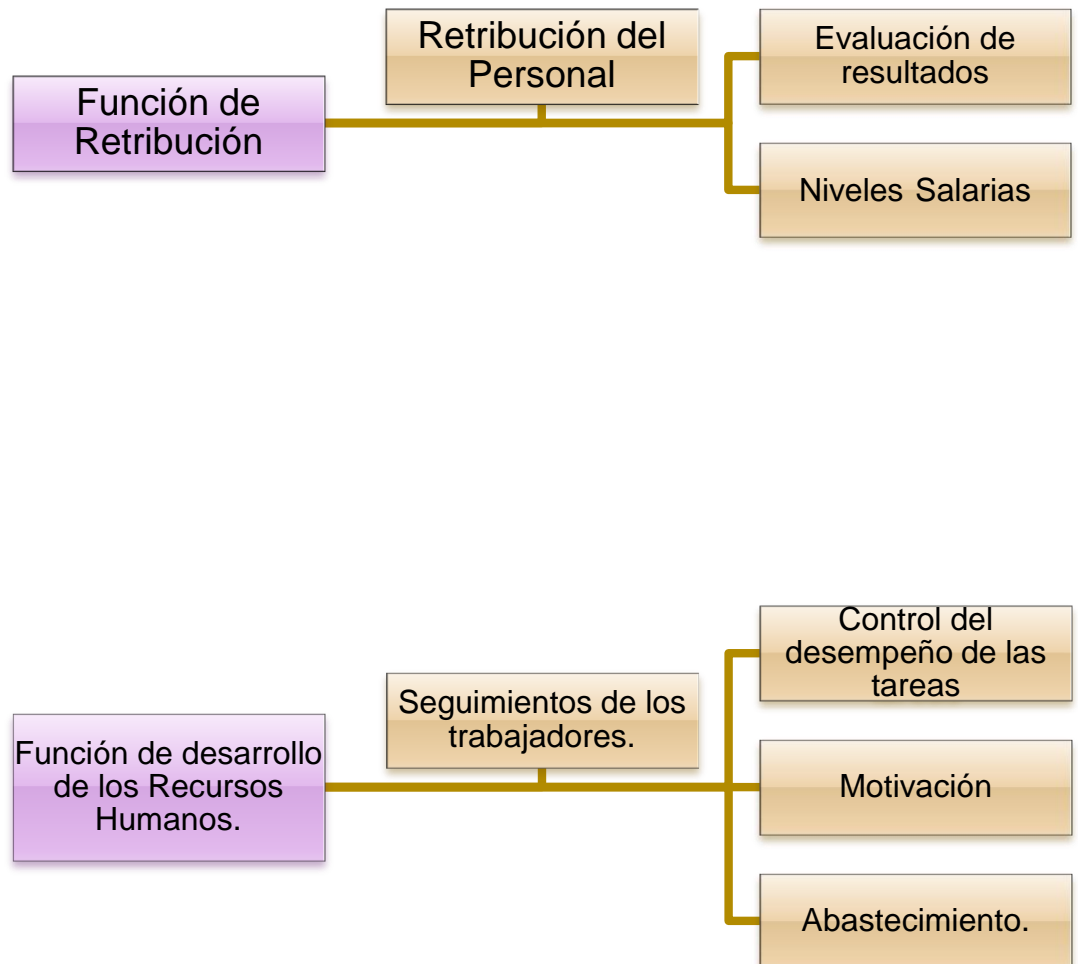 Función de
Retribución
Retribución del
Personal
Evaluación de
resultados
Niveles Salarias
Función de desarrollo
de los Recursos
Humanos.
Seguimientos de los
trabajadores.
Control del
desempeño de las
tareas
Motivación
Abastecimiento.